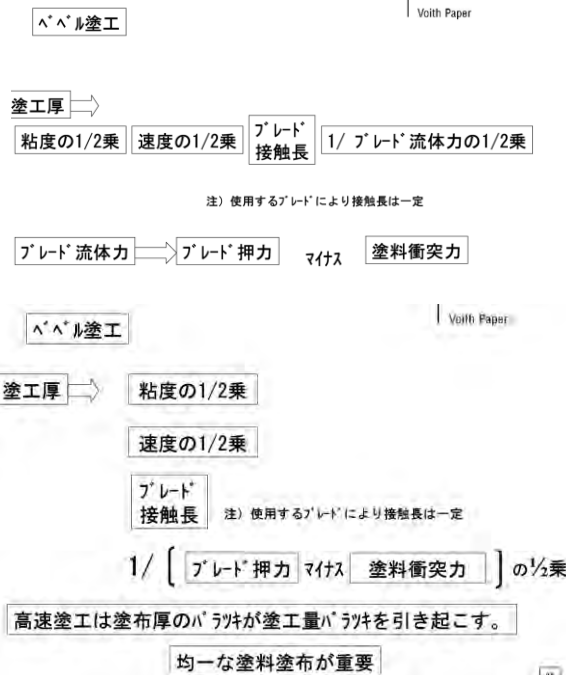 ﾍﾞﾍﾞﾙ塗工
Voith Paper
塗工厚
粘度の1/2乗 速度の1/2乗 ﾌﾞﾚｰﾄﾞ接触長 1/ ﾌﾞﾚｰﾄﾞ流体力の1/2乗
注）使用するﾌﾞﾚｰﾄﾞにより接触長は一定
ﾌﾞﾚｰﾄﾞ流体力 ﾌﾞﾚｰﾄﾞ押力 ﾏｲﾅｽ 塗料衝突力
ﾍﾞﾍﾞﾙ塗工
Voith Paper
塗工厚 粘度の1/2乗
速度の1/2乗
ﾌﾞﾚｰﾄﾞ
接触長 注）使用するﾌﾞﾚｰﾄﾞにより接触長は一定
1/ [ ﾌﾞﾚｰﾄﾞ押力 ﾏｲﾅｽ 塗料衝突力 ] の½乗
高速塗工は塗布厚のﾊﾞﾗﾂｷが塗工量ﾊﾞﾗﾂｷを引き起こす。
均一な塗料塗布が重要